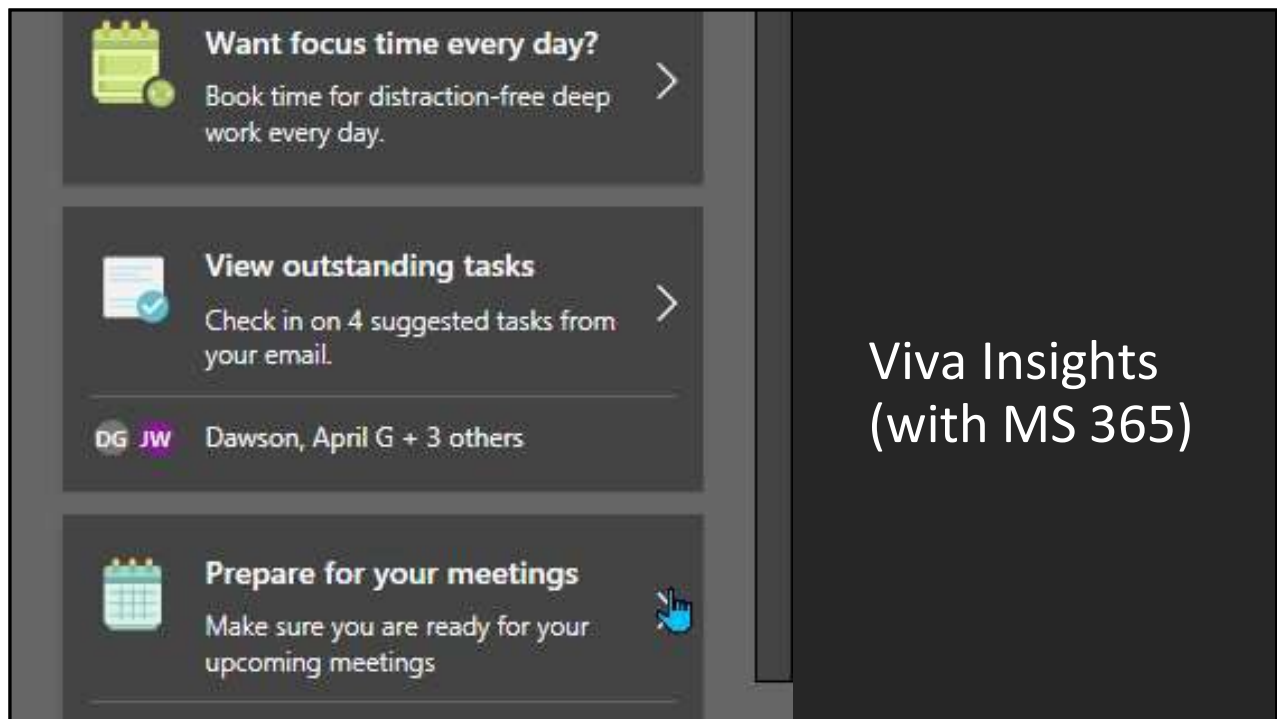 Want focus time every day?
Book time for distraction-free deep
work every day.
View outstanding tasks
Check in on 4 suggested tasks from
your email.
DG JW Dawson, April G + 3 others
Prepare for your meetings
Make sure you are ready for your
upcoming meetings
Viva Insights
(with MS 365)